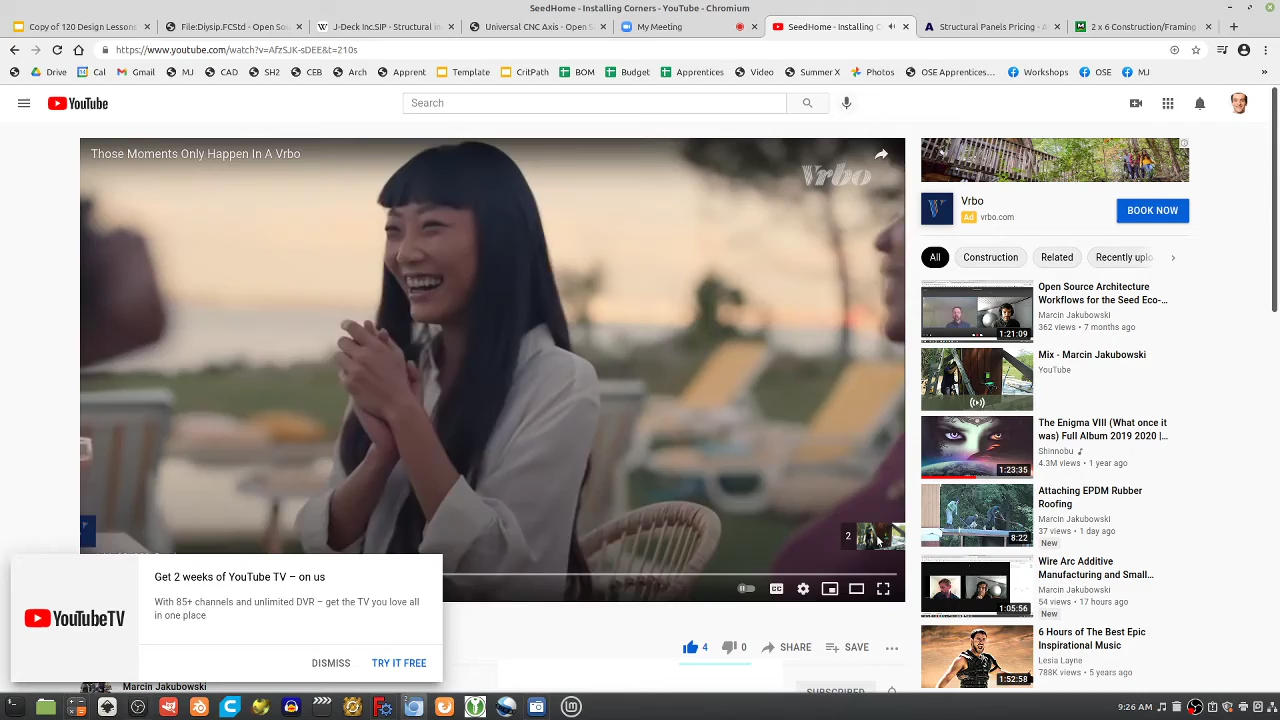 SeedHome - Installing Corners - YouTube - Chromium
Copy of 12 Design Lessons
File:Ledsip - Open Source
J-Deck In:SIP - Structural in
Universal CNC Axis - Open S
My Meeting
SeedHome - Installing C
Structural Panels Pricing - A
2 x 6 Construction/Framing
https://www.youtube.com/watch?v=AfzSJK-sDEE&t=210s
Drive
Cal
Gmail
MJ
CAD
SH2
CEB
Arch
Apprent
Template
CritPath
BOM
Budget
Apprentices
Video
Summer X
Photos
OSE Apprentices…
Workshops
OSE
MJ
»
YouTube
Search
Those Moments Only Happen In A Vrbo
Vrbo
2
Vrbo
Ad vrbo.com
BOOK NOW
All
Construction
Related
Recently uplo
Open Source Architecture
Workflows for the Seed Eco-…
Marcin Jakubowski
362 views • 7 months ago
1:21:09
Mix - Marcin Jakubowski
YouTube
The Enigma VIII (What once it
was) Full Album 2019 2020 |…
Shinnobu
4.3M views • 1 year ago
1:23:35
Attaching EPDM Rubber
Roofing
Marcin Jakubowski
37 views • 1 day ago
New
8:22
Wire Arc Additive
Manufacturing and Small…
Marcin Jakubowski
54 views • 17 hours ago
New
1:05:56
6 Hours of The Best Epic
Inspirational Music
Lesia Layne
788K views • 5 years ago
1:52:58
Get 2 weeks of YouTube TV – on us
With 85+ channels and unlimited DVR – get the TV you love all
in one place
YouTubeTV
DISMISS
TRY IT FREE
4
0
SHARE
SAVE
Marcin Jakubowski
SUBSCRIBED
9:26 AM